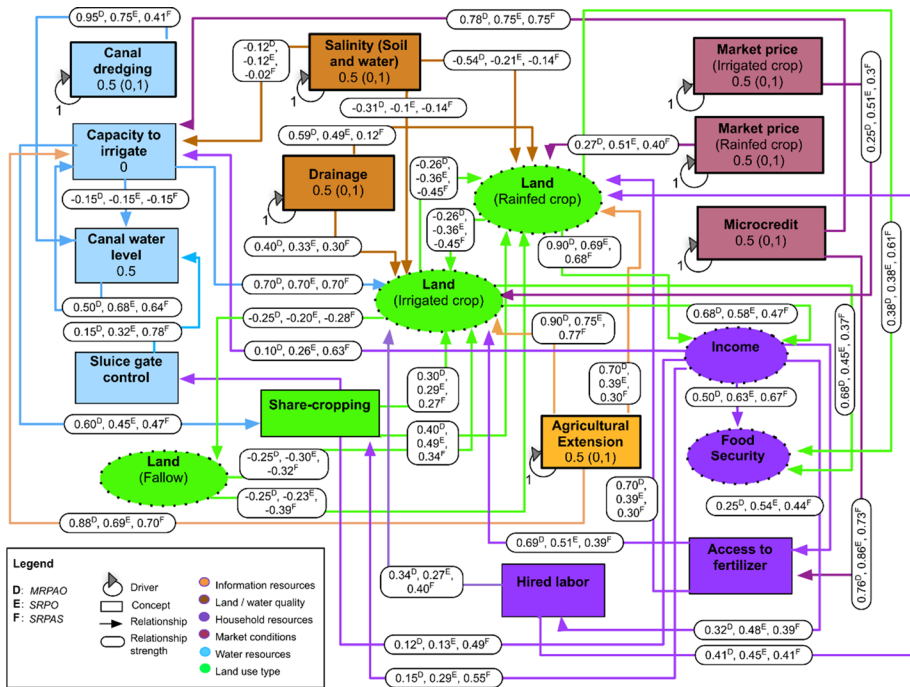 0.95ᴰ, 0.75ᴱ, 0.41ꟳ
0.78ᴰ, 0.75ᴱ, 0.75ꟳ
Canal
dredging
0.5 (0,1)
1
-0.12ᴰ,
-0.12ᴱ,
-0.02ꟳ
Salinity (Soil
and water)
0.5 (0,1)
1
-0.54ᴰ, -0.21ᴱ, -0.14ꟳ
Market price
(Irrigated crop)
0.5 (0,1)
1
0.25ᴰ, 0.51ᴱ, 0.3ꟳ
-0.31ᴰ, -0.1ᴱ, -0.14ꟳ
Capacity to
irrigate
0
0.59ᴰ, 0.49ᴱ, 0.12ꟳ
0.27ᴰ, 0.51ᴱ, 0.40ꟳ
Market price
(Rainfed crop)
0.5 (0,1)
1
Drainage
0.5 (0,1)
1
-0.26ᴰ,
-0.36ᴱ,
-0.45ꟳ
Land
(Rainfed crop)
-0.15ᴰ, -0.15ᴱ, -0.15ꟳ
-0.26ᴰ,
-0.36ᴱ,
-0.45ꟳ
Microcredit
0.5 (0,1)
1
0.38ᴰ, 0.38ᴱ, 0.61ꟳ
Canal water
level
0.5
0.40ᴰ, 0.33ᴱ, 0.30ꟳ
0.90ᴰ, 0.69ᴱ,
0.68ꟳ
0.70ᴰ, 0.70ᴱ, 0.70ꟳ
Land
(Irrigated crop)
0.50ᴰ, 0.68ᴱ, 0.64ꟳ
0.68ᴰ, 0.58ᴱ, 0.47ꟳ
-0.25ᴰ, -0.20ᴱ, -0.28ꟳ
0.15ᴰ, 0.32ᴱ, 0.78ꟳ
0.90ᴰ, 0.75ᴱ,
0.77ꟳ
0.68ᴰ, 0.45ᴱ, 0.37ꟳ
0.10ᴰ, 0.26ᴱ, 0.63ꟳ
Income
Sluice gate
control
0.30ᴰ,
0.29ᴱ,
0.27ꟳ
0.70ᴰ,
0.39ᴱ,
0.30ꟳ
0.50ᴰ, 0.63ᴱ, 0.67ꟳ
Share-cropping
0.60ᴰ, 0.45ᴱ, 0.47ꟳ
0.40ᴰ,
0.49ᴱ,
0.34ꟳ
Agricultural
Extension
0.5 (0,1)
1
Food
Security
Land
(Fallow)
-0.25ᴰ, -0.30ᴱ,
-0.32ꟳ
-0.25ᴰ, -0.23ᴱ,
-0.39ꟳ
0.70ᴰ,
0.39ᴱ,
0.30ꟳ
0.25ᴰ, 0.54ᴱ, 0.44ꟳ
0.88ᴰ, 0.69ᴱ, 0.70ꟳ
0.69ᴰ, 0.51ᴱ, 0.39ꟳ
Access to
fertilizer
0.76ᴰ, 0.86ᴱ, 0.73ꟳ
0.34ᴰ, 0.27ᴱ,
0.40ꟳ
Hired labor
0.32ᴰ, 0.48ᴱ, 0.39ꟳ
0.12ᴰ, 0.13ᴱ, 0.49ꟳ
0.41ᴰ, 0.45ᴱ, 0.41ꟳ
0.15ᴰ, 0.29ᴱ, 0.55ꟳ
Legend
D: MRPAO
E: SRPO
F: SRPAS
Driver
Concept
Relationship
Relationship
strength
Information resources
Land / water quality
Household resources
Market conditions
Water resources
Land use type